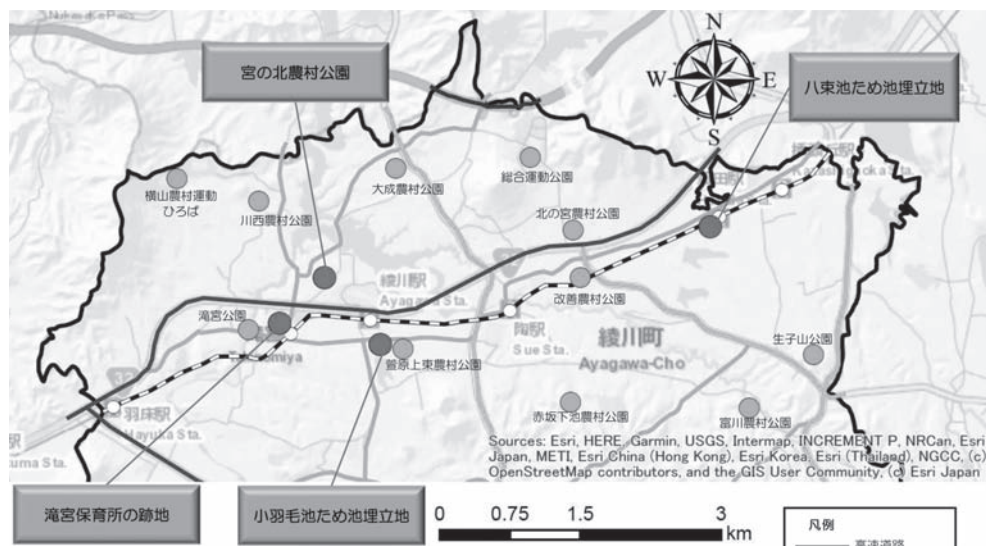 宮の北農村公園
八束池ため池埋立地
N
W
E
S
横山農村運動
ひろば
川西農村公園
大成農村公園
総合運動公園
北の宮農村公園
綾川駅
Ayagawa Sta.
改善農村公園
滝宮公園
陶駅
Sue Sta.
綾川町
Ayagawa-Cho
生子山公園
萱原上東農村公園
32
羽床駅
Hayuka Sta.
赤坂下池農村公園
富川農村公園
Sources: Esri, HERE, Garmin, USGS, Intermap, INCREMENT P, NRCan, Esri
Japan, METI, Esri China (Hong Kong), Esri Korea, Esri (Thailand), NGCC, (c)
OpenStreetMap contributors, and the GIS User Community, (c) Esri Japan
滝宮保育所の跡地
小羽毛池ため池埋立地
0 0.75 1.5 3
km
凡例
高速道路